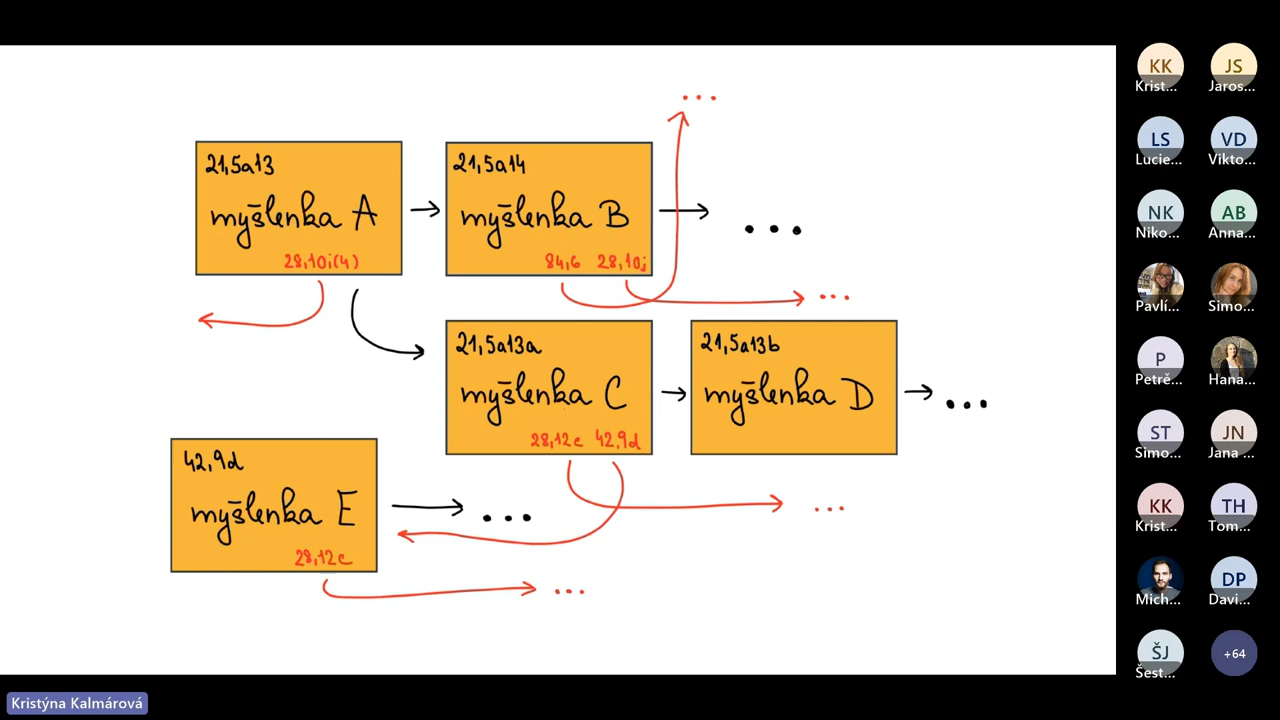 ...
21,5a13
myšlenka A
28,10i(4)
21,5a14
myšlenka B
84,6 28,10j
...
...
21,5a13a
myšlenka C
28,12c 42,9d
21,5a13b
myšlenka D
...
42,9d
myšlenka E
28,12c
...
...
...
KK
Krist...
JS
Jaros...
LS
Lucie...
VD
Vikto...
NK
Niko...
AB
Anna...
Pavlí...
Simo...
P
Petrě...
Hana...
ST
Simo...
JN
Jana ...
KK
Krist...
TH
Tom...
Mich...
DP
Davi...
ŠJ
Šest...
+64
Kristýna Kalmárová